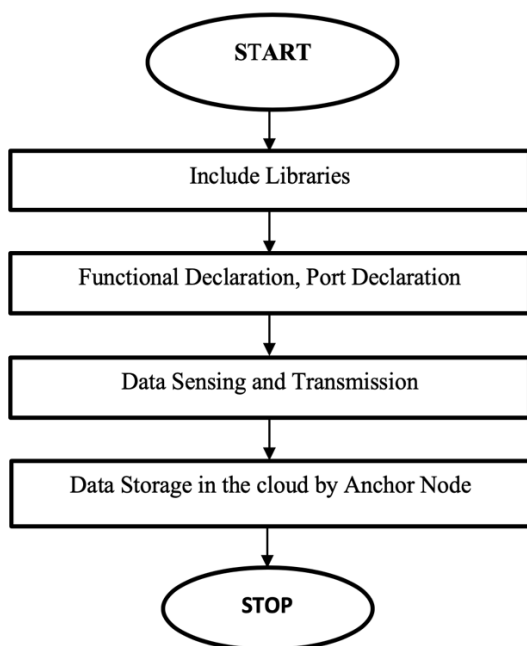 START
Include Libraries
Functional Declaration, Port Declaration
Data Sensing and Transmission
Data Storage in the cloud by Anchor Node
STOP